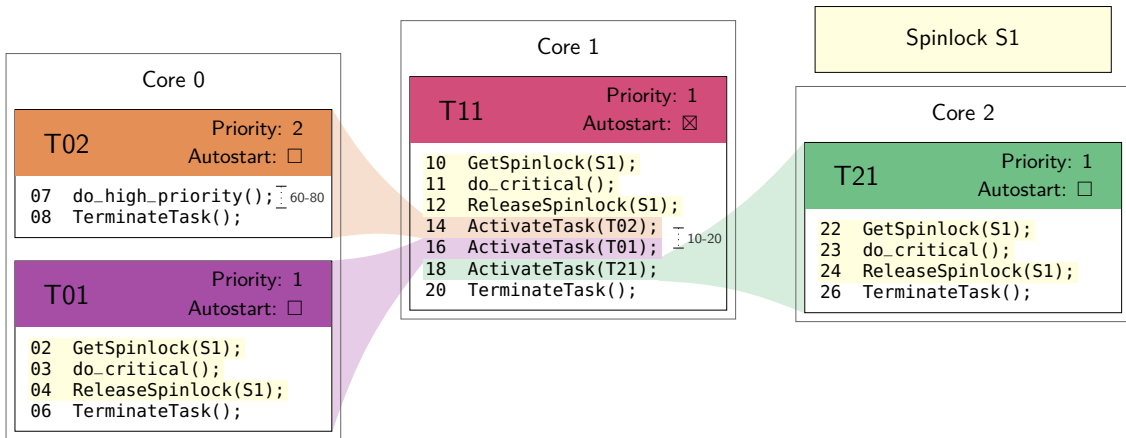 Core 0
T02
Priority: 2
Autostart: ☐
07 do_high_priority();
60-80
08 TerminateTask();
T01
Priority: 1
Autostart: ☐
02 GetSpinlock(S1);
03 do_critical();
04 ReleaseSpinlock(S1);
06 TerminateTask();
Core 1
T11
Priority: 1
Autostart: ☒
10 GetSpinlock(S1);
11 do_critical();
12 ReleaseSpinlock(S1);
14 ActivateTask(T02);
10-20
16 ActivateTask(T01);
18 ActivateTask(T21);
20 TerminateTask();
Spinlock S1
Core 2
T21
Priority: 1
Autostart: ☐
22 GetSpinlock(S1);
23 do_critical();
24 ReleaseSpinlock(S1);
26 TerminateTask();